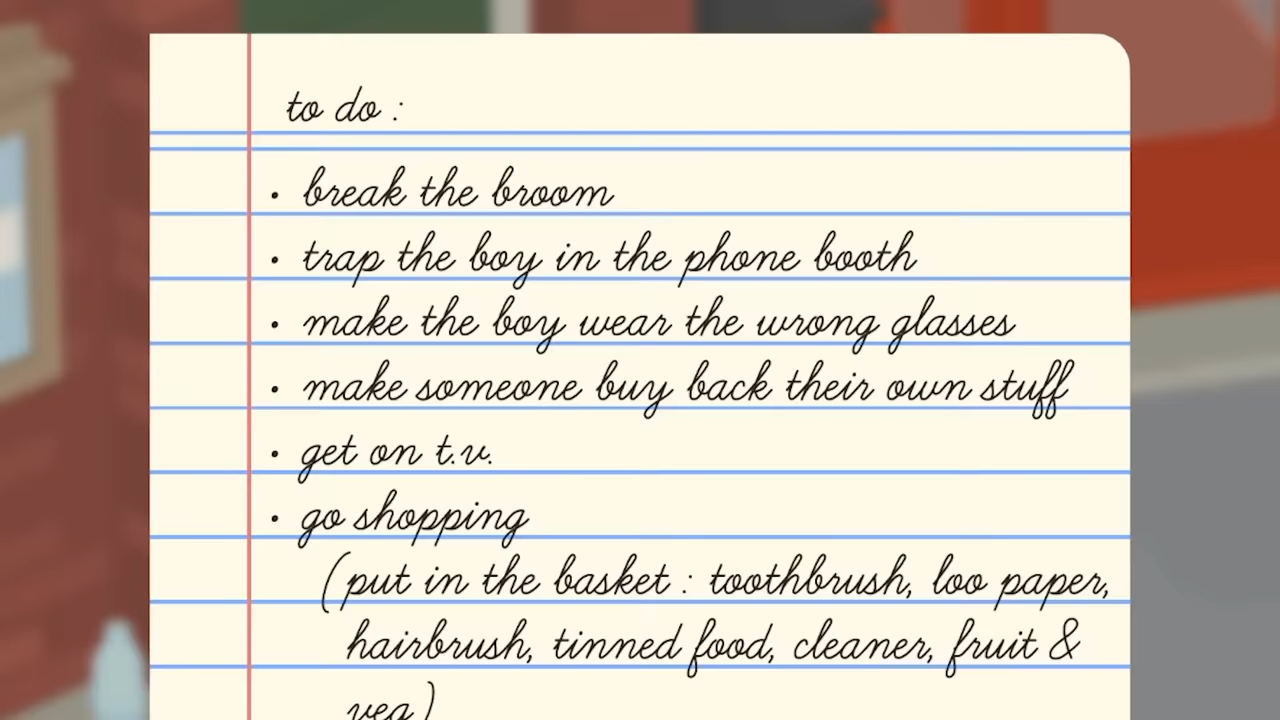 to do :
• break the broom
• trap the boy in the phone booth
• make the boy wear the wrong glasses
• make someone buy back their own stuff
• get on t.v.
• go shopping
(put in the basket : toothbrush, loo paper,
hairbrush, tinned food, cleaner, fruit &
veg)